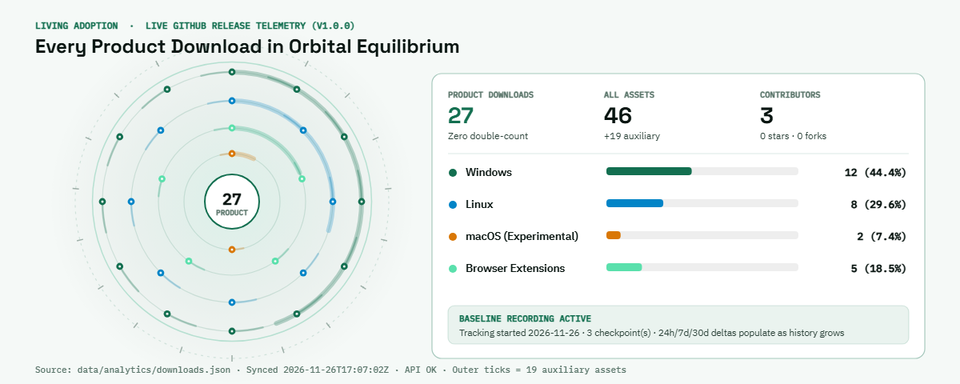 LIVING ADOPTION · LIVE GITHUB RELEASE TELEMETRY (V1.0.0)
Every Product Download in Orbital Equilibrium
27
PRODUCT
PRODUCT DOWNLOADS
27
Zero double-count
ALL ASSETS
46
+19 auxiliary
CONTRIBUTORS
3
0 stars · 0 forks
Windows 12 (44.4%)
Linux 8 (29.6%)
macOS (Experimental) 2 (7.4%)
Browser Extensions 5 (18.5%)
BASELINE RECORDING ACTIVE
Tracking started 2026-11-26 · 3 checkpoint(s) · 24h/7d/30d deltas populate as history grows
Source: data/analytics/downloads.json · Synced 2026-11-26T17:07:02Z · API OK · Outer ticks = 19 auxiliary assets